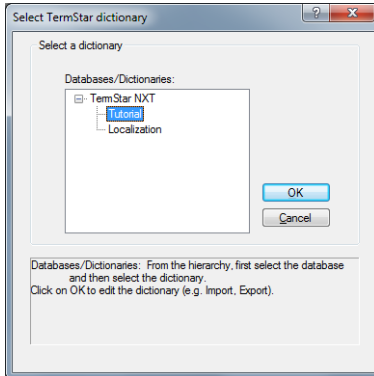 Select TermStar dictionary
Select a dictionary
Databases/Dictionaries:
TermStar NXT
Tutorial
Localization
OK
Cancel
Databases/Dictionaries: From the hierarchy, first select the database
and then select the dictionary.
Click on OK to edit the dictionary (e.g. Import, Export).